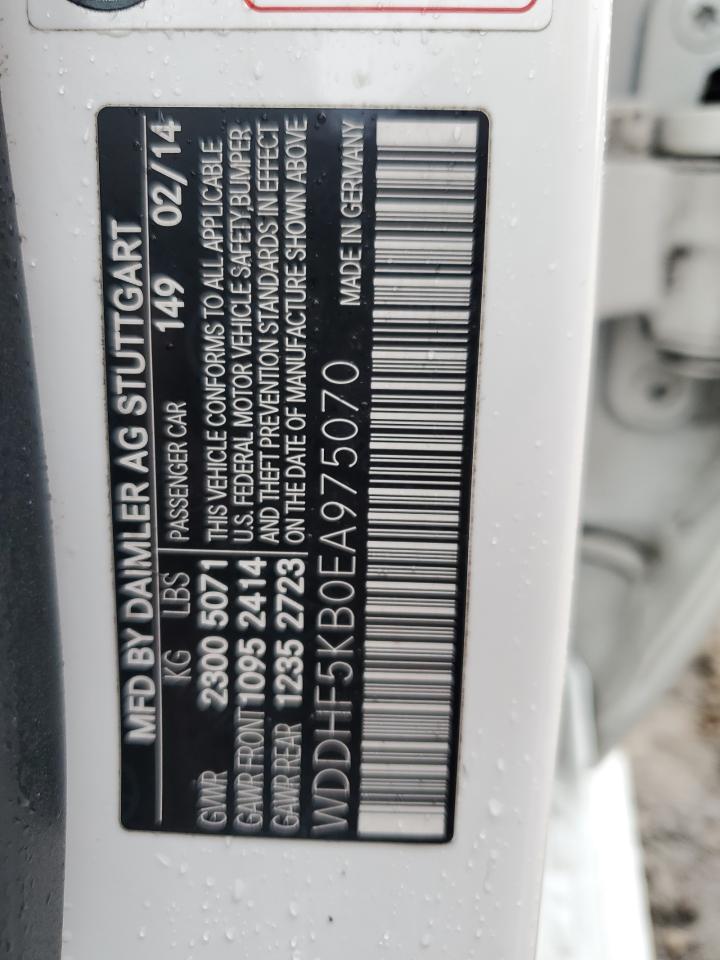 MFD BY DAIMLER AG STUTTGART
KG LBS PASSENGER CAR 149 02/14
GVWR 2300 5071 THIS VEHICLE CONFORMS TO ALL APPLICABLE
GAWR FRONT 1095 2414 U.S. FEDERAL MOTOR VEHICLE SAFETY,BUMPER
GAWR REAR 1235 2723 AND THEFT PREVENTION STANDARDS IN EFFECT
ON THE DATE OF MANUFACTURE SHOWN ABOVE
WDDHF5KB0EA975070 MADE IN GERMANY